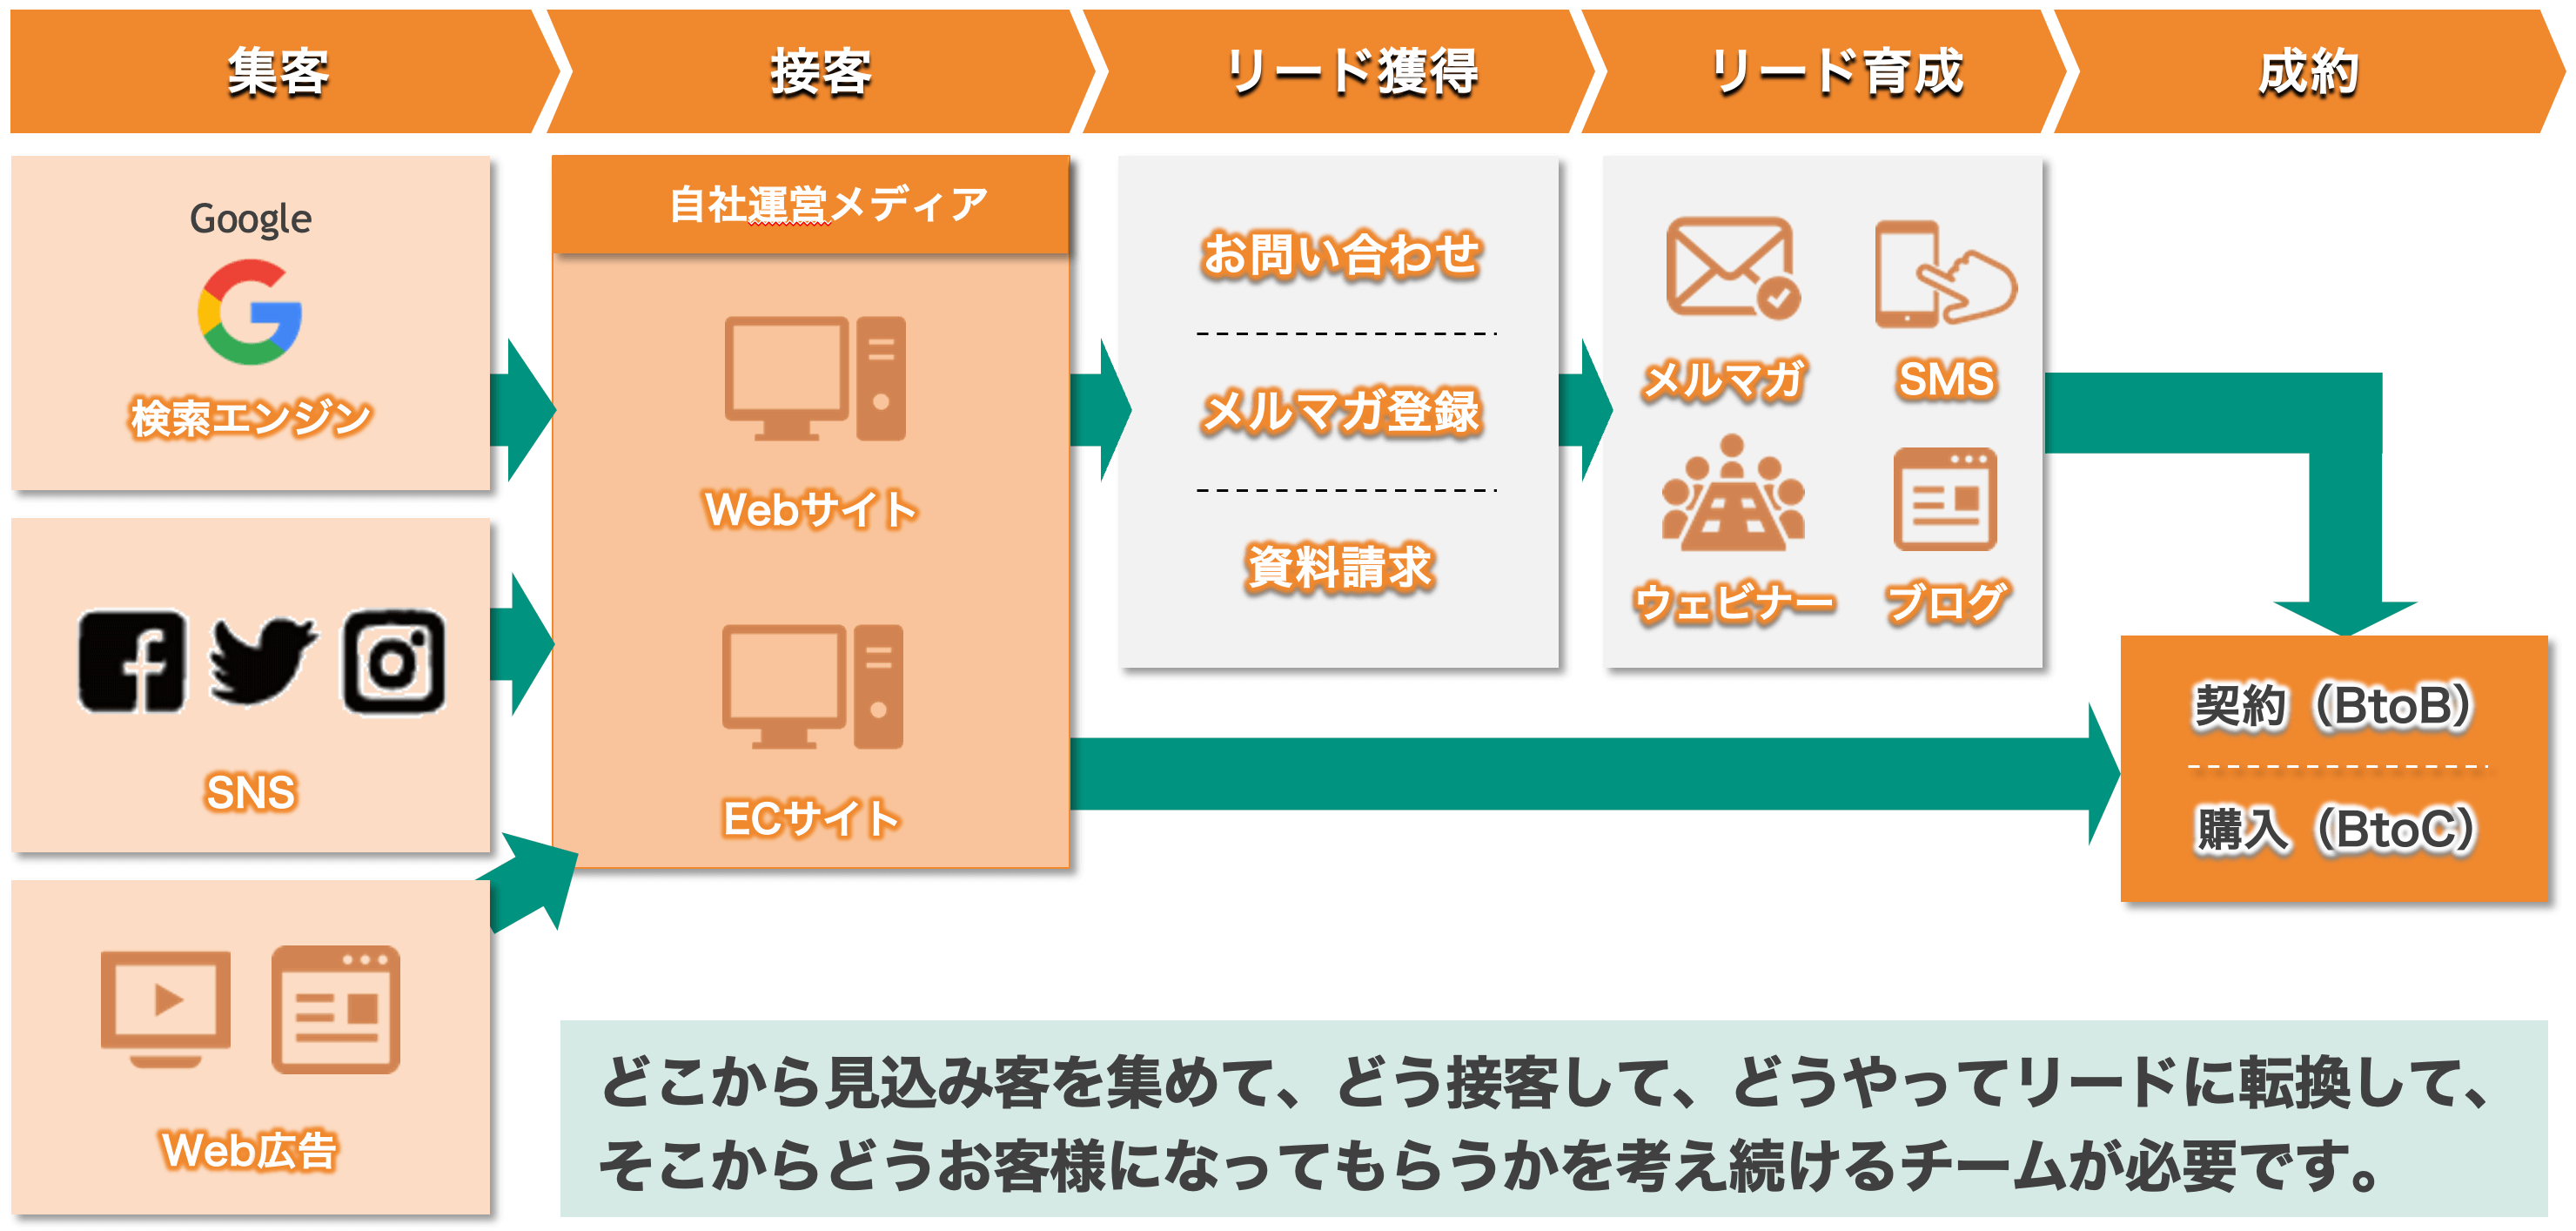 集客
接客
リード獲得
リード育成
成約
Google
検索エンジン
SNS
Web広告
自社運営メディア
Webサイト
ECサイト
お問い合わせ
メルマガ登録
資料請求
メルマガ
SMS
ウェビナー
ブログ
契約（BtoB）
購入（BtoC）
どこから見込み客を集めて、どう接客して、どうやってリードに転換して、
そこからどうお客様になってもらうかを考え続けるチームが必要です。